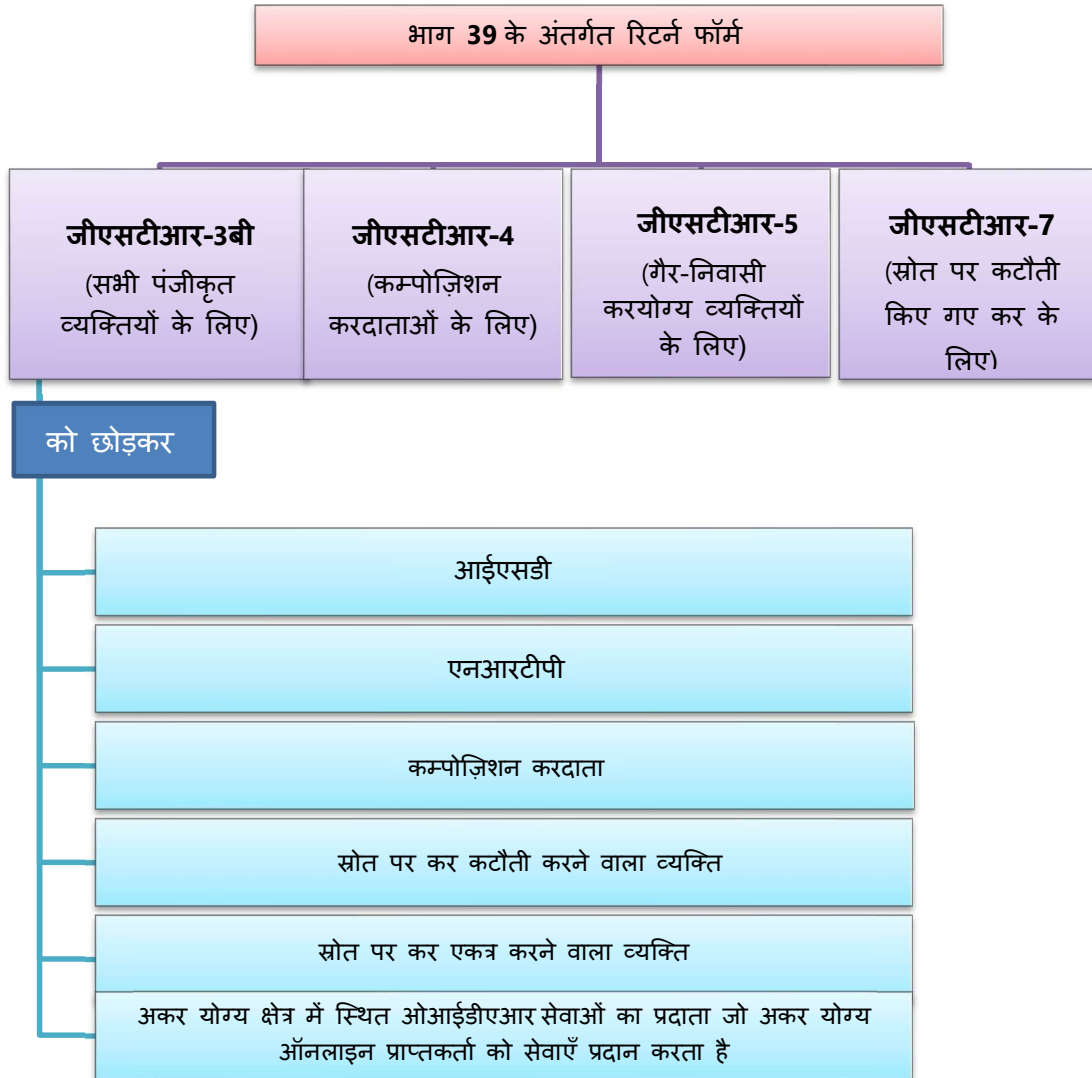 भाग 39 के अंतर्गत रिटर्न फॉर्म
जीएसटीआर-3बी
(सभी पंजीकृत
व्यक्तियों के लिए)
जीएसटीआर-4
(कम्पोज़िशन
करदाताओं के लिए)
जीएसटीआर-5
(गैर-निवासी
करयोग्य व्यक्तियों
के लिए)
जीएसटीआर-7
(स्रोत पर कटौती
किए गए कर के
लिए)
को छोड़कर
आईएसडी
एनआरटीपी
कम्पोज़िशन करदाता
स्रोत पर कर कटौती करने वाला व्यक्ति
स्रोत पर कर एकत्र करने वाला व्यक्ति
अकर योग्य क्षेत्र में स्थित ओआईडीएआर सेवाओं का प्रदाता जो अकर योग्य
ऑनलाइन प्राप्तकर्ता को सेवाएँ प्रदान करता है